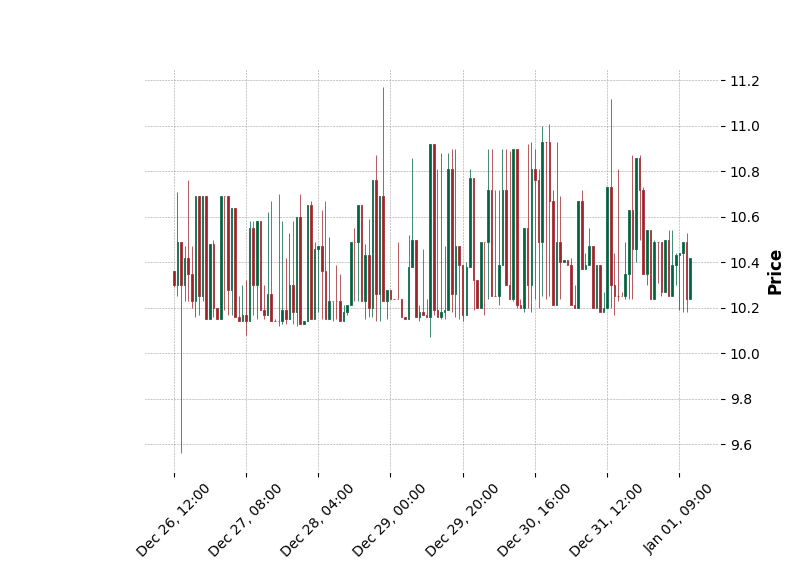 11.2
11.0
10.8
10.6
10.4
10.2
10.0
9.8
9.6
Price
Dec 26, 12:00
Dec 27, 08:00
Dec 28, 04:00
Dec 29, 00:00
Dec 29, 20:00
Dec 30, 16:00
Dec 31, 12:00
Jan 01, 09:00